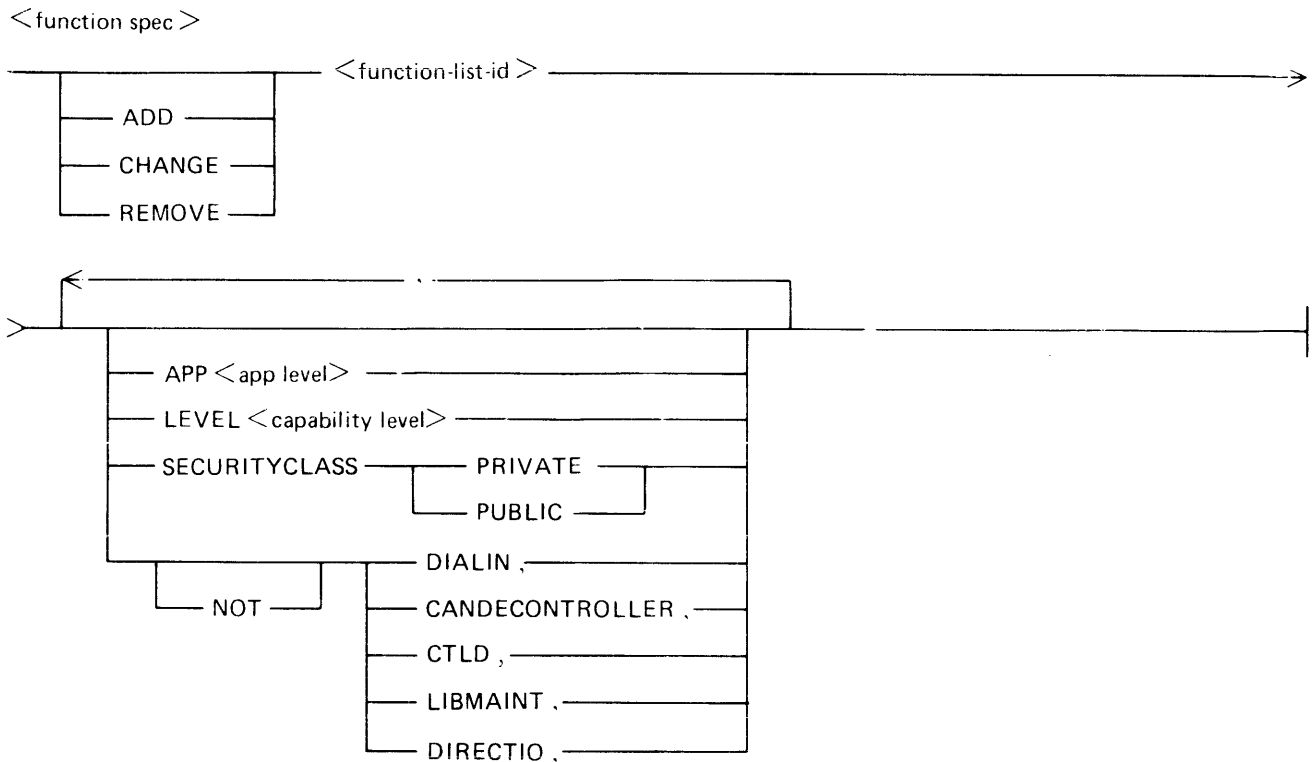 <function spec>
<function-list-id>
ADD
CHANGE
REMOVE
,
APP <app level>
LEVEL <capability level>
SECURITYCLASS PRIVATE
PUBLIC
DIALIN ,
NOT CANDECONTROLLER ,
CTLD ,
LIBMAINT ,
DIRECTIO ,